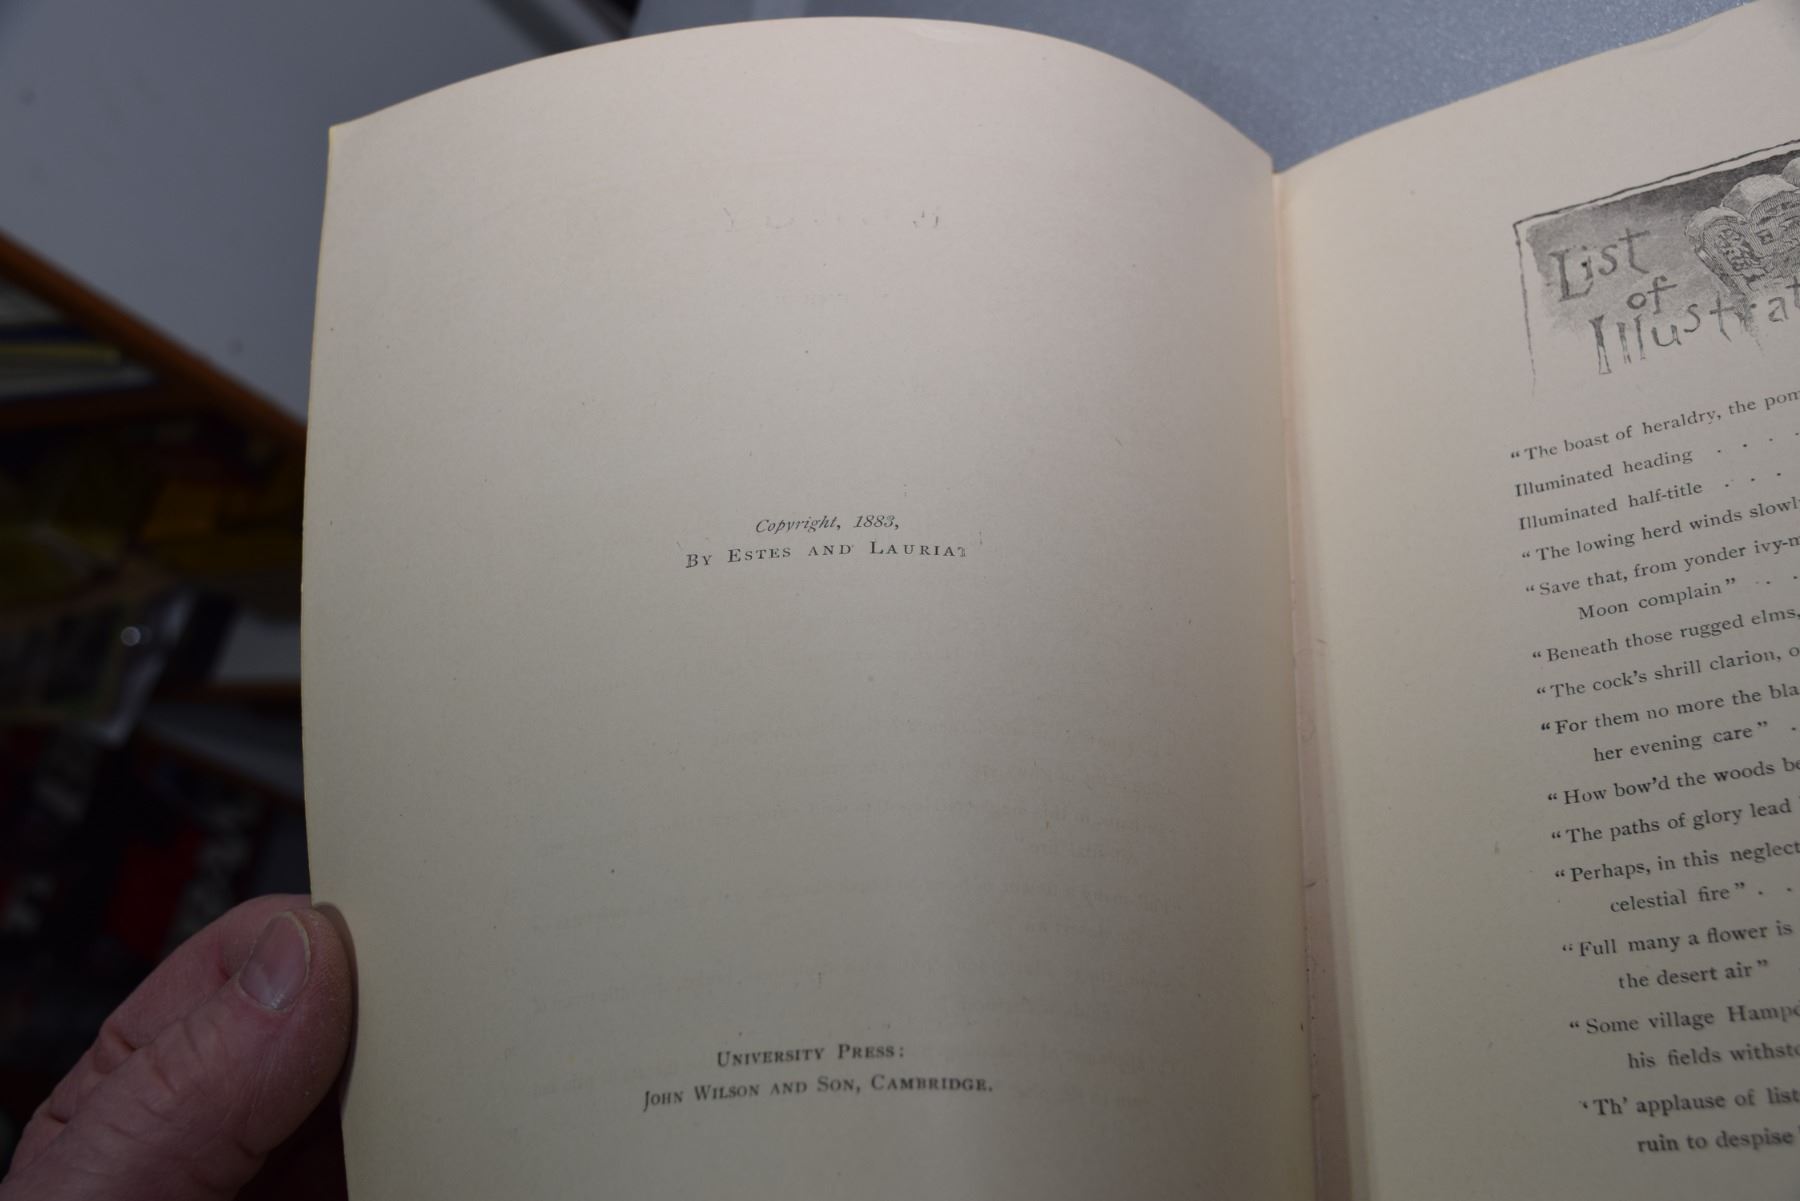 Copyright, 1883,
By Estes and Lauriat
University Press:
John Wilson and Son, Cambridge.
List
of
Illustrat
“The boast of heraldry, the pom
Illuminated heading . . .
Illuminated half-title . . .
“The lowing herd winds slowl
“Save that, from yonder ivy-m
Moon complain” . .
“Beneath those rugged elms,
“The cock's shrill clarion, o
“For them no more the bla
her evening care” .
“How bow'd the woods be
“The paths of glory lead
“Perhaps, in this neglect
celestial fire” . .
“Full many a flower is
the desert air”
“Some village Hampd
his fields withsto
‘Th' applause of list
ruin to despise